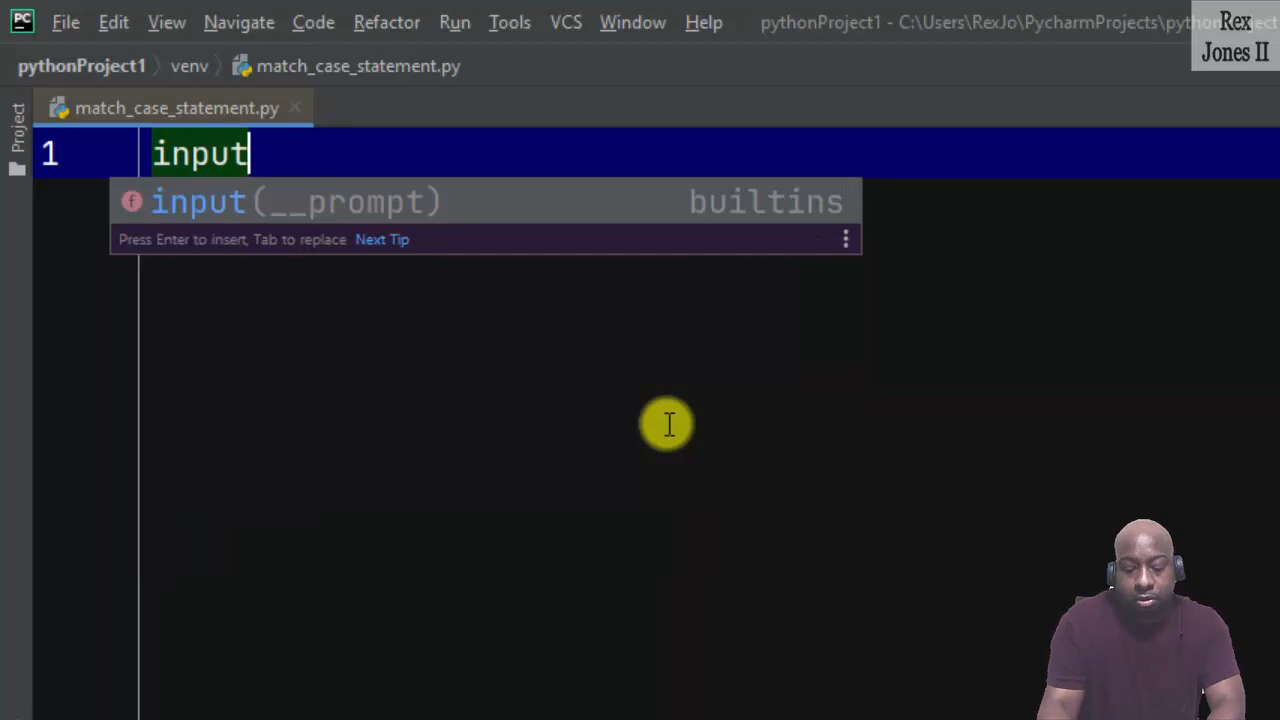 PC File Edit View Navigate Code Refactor Run Tools VCS Window Help pythonProject1 - C:\Users\RexJo\PycharmProjects\pyth
Rex
Jones II
pythonProject1 venv match_case_statement.py
Project
match_case_statement.py
1 input
f input(__prompt) builtins
Press Enter to insert, Tab to replace Next Tip